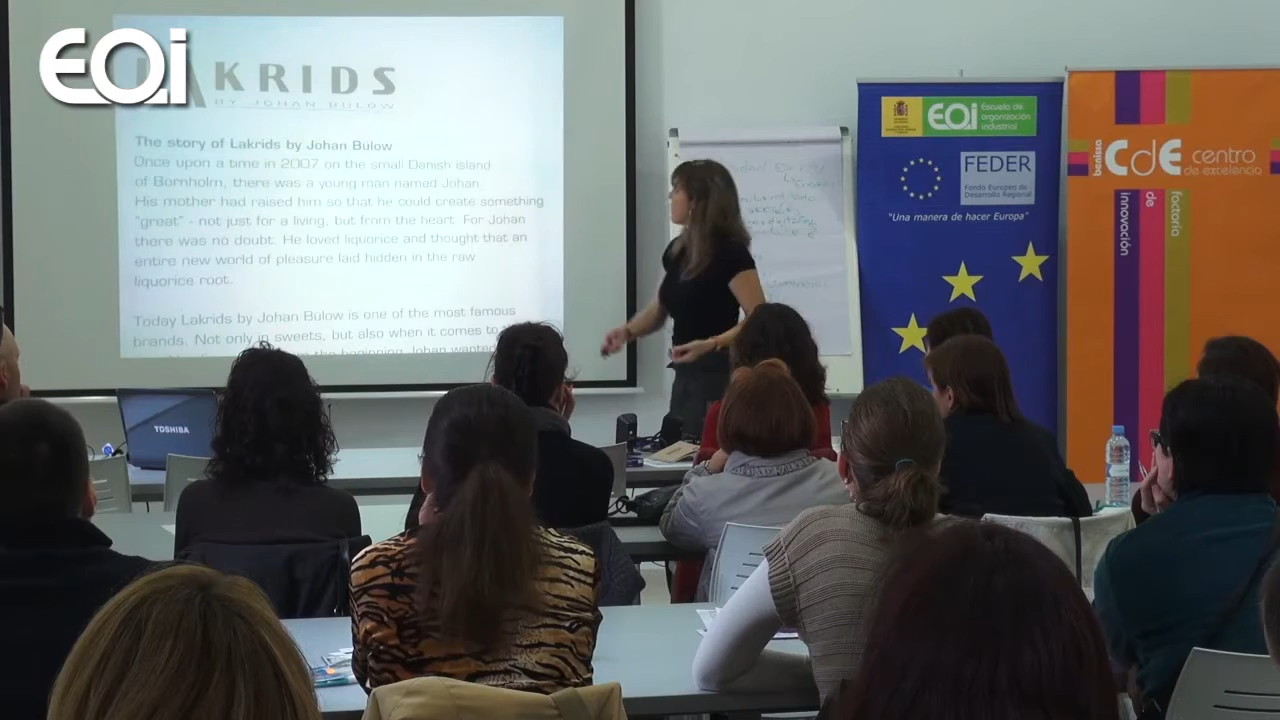 EOi
KRIDS
BY JOHAN BULOW
The story of Lakrids by Johan Bulow
Once upon a time in 2007 on the small Danish island
of Bornholm, there was a young man named Johan.
His mother had raised him so that he could create something
"great" - not just for a living, but from the heart. For Johan
there was no doubt. He loved liquorice and thought that an
entire new world of pleasure laid hidden in the raw
liquorice root.
Today Lakrids by Johan Bulow is one of the most famous
brands. Not only in sweets, but also when it comes to
the beginning, Johan wanted
TOSHIBA
EOi Escuela de
organización
industrial
FEDER
Fondo Europeo de
Desarrollo Regional
"Una manera de hacer Europa"
benissa
CdE centro
de excelencia
factoría
de
innovación